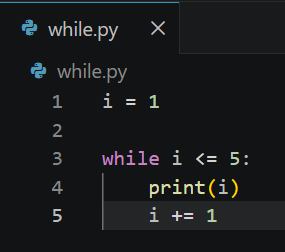 while.py
while.py
1 i = 1
2
3 while i <= 5:
4     print(i)
5     i += 1